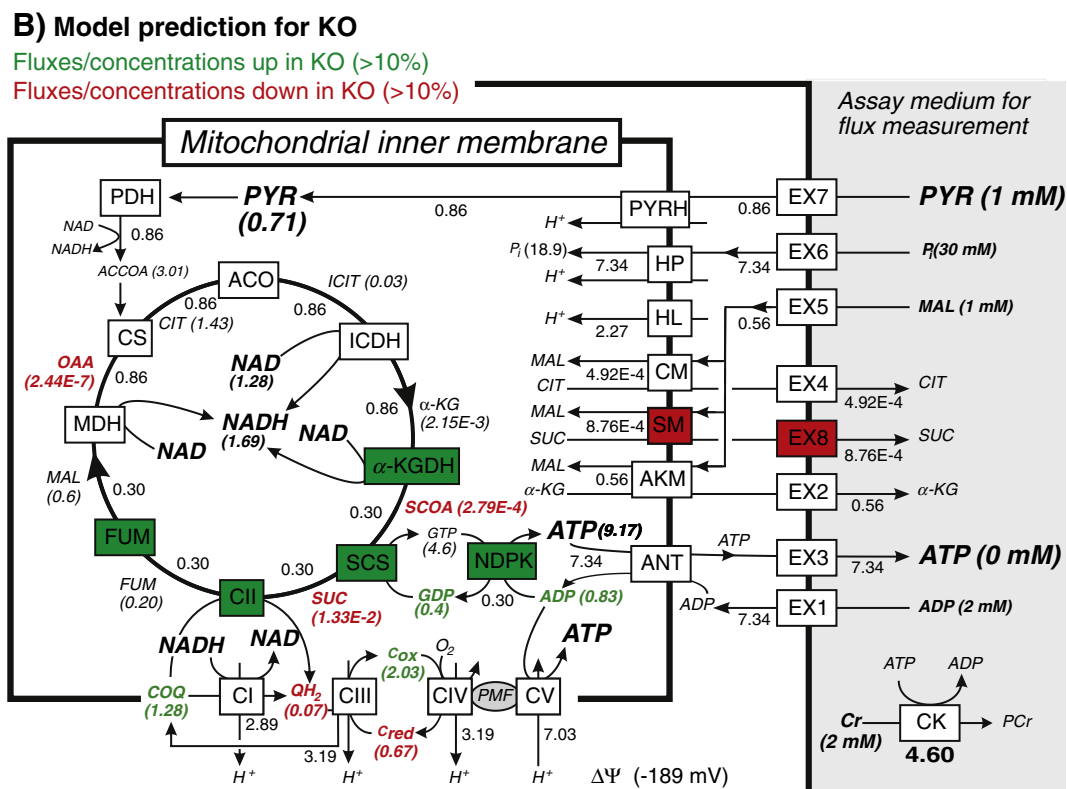 B) Model prediction for KO
Fluxes/concentrations up in KO (>10%)
Fluxes/concentrations down in KO (>10%)
Assay medium for
flux measurement
Mitochondrial inner membrane
PDH
PYR
(0.71)
0.86
PYRH
0.86
EX7
PYR (1 mM)
H+
NAD
NADH
0.86
Pi (18.9)
7.34
HP
7.34
EX6
Pi(30 mM)
H+
ACCOA (3.01)
ACO
ICIT (0.03)
0.86
0.86
CIT (1.43)
CS
ICDH
H+
2.27
HL
0.56
EX5
MAL (1 mM)
OAA
(2.44E-7)
0.86
NAD
(1.28)
MAL
4.92E-4
CIT
CM
EX4
4.92E-4
CIT
MDH
NADH
(1.69)
NAD
NAD
0.86
α-KG
(2.15E-3)
MAL
8.76E-4
SUC
SM
EX8
8.76E-4
SUC
α-KGDH
MAL
(0.6)
0.30
MAL
0.56
α-KG
AKM
EX2
0.56
α-KG
0.30
SCOA (2.79E-4)
FUM
0.30
FUM
(0.20)
CII
0.30
SCS
GTP
(4.6)
NDPK
GDP
(0.4)
0.30
ADP (0.83)
ATP(9.17)
7.34
ANT
ATP
EX3
7.34
ATP (0 mM)
ADP
7.34
EX1
ADP (2 mM)
SUC
(1.33E-2)
NADH
NAD
Cox
(2.03)
O2
ATP
COQ
(1.28)
CI
2.89
QH2
(0.07)
CIII
CIV
PMF
CV
Cred
(0.67)
3.19
3.19
7.03
H+
H+
H+
H+
ΔΨ (-189 mV)
ATP
ADP
Cr
(2 mM)
CK
PCr
4.60